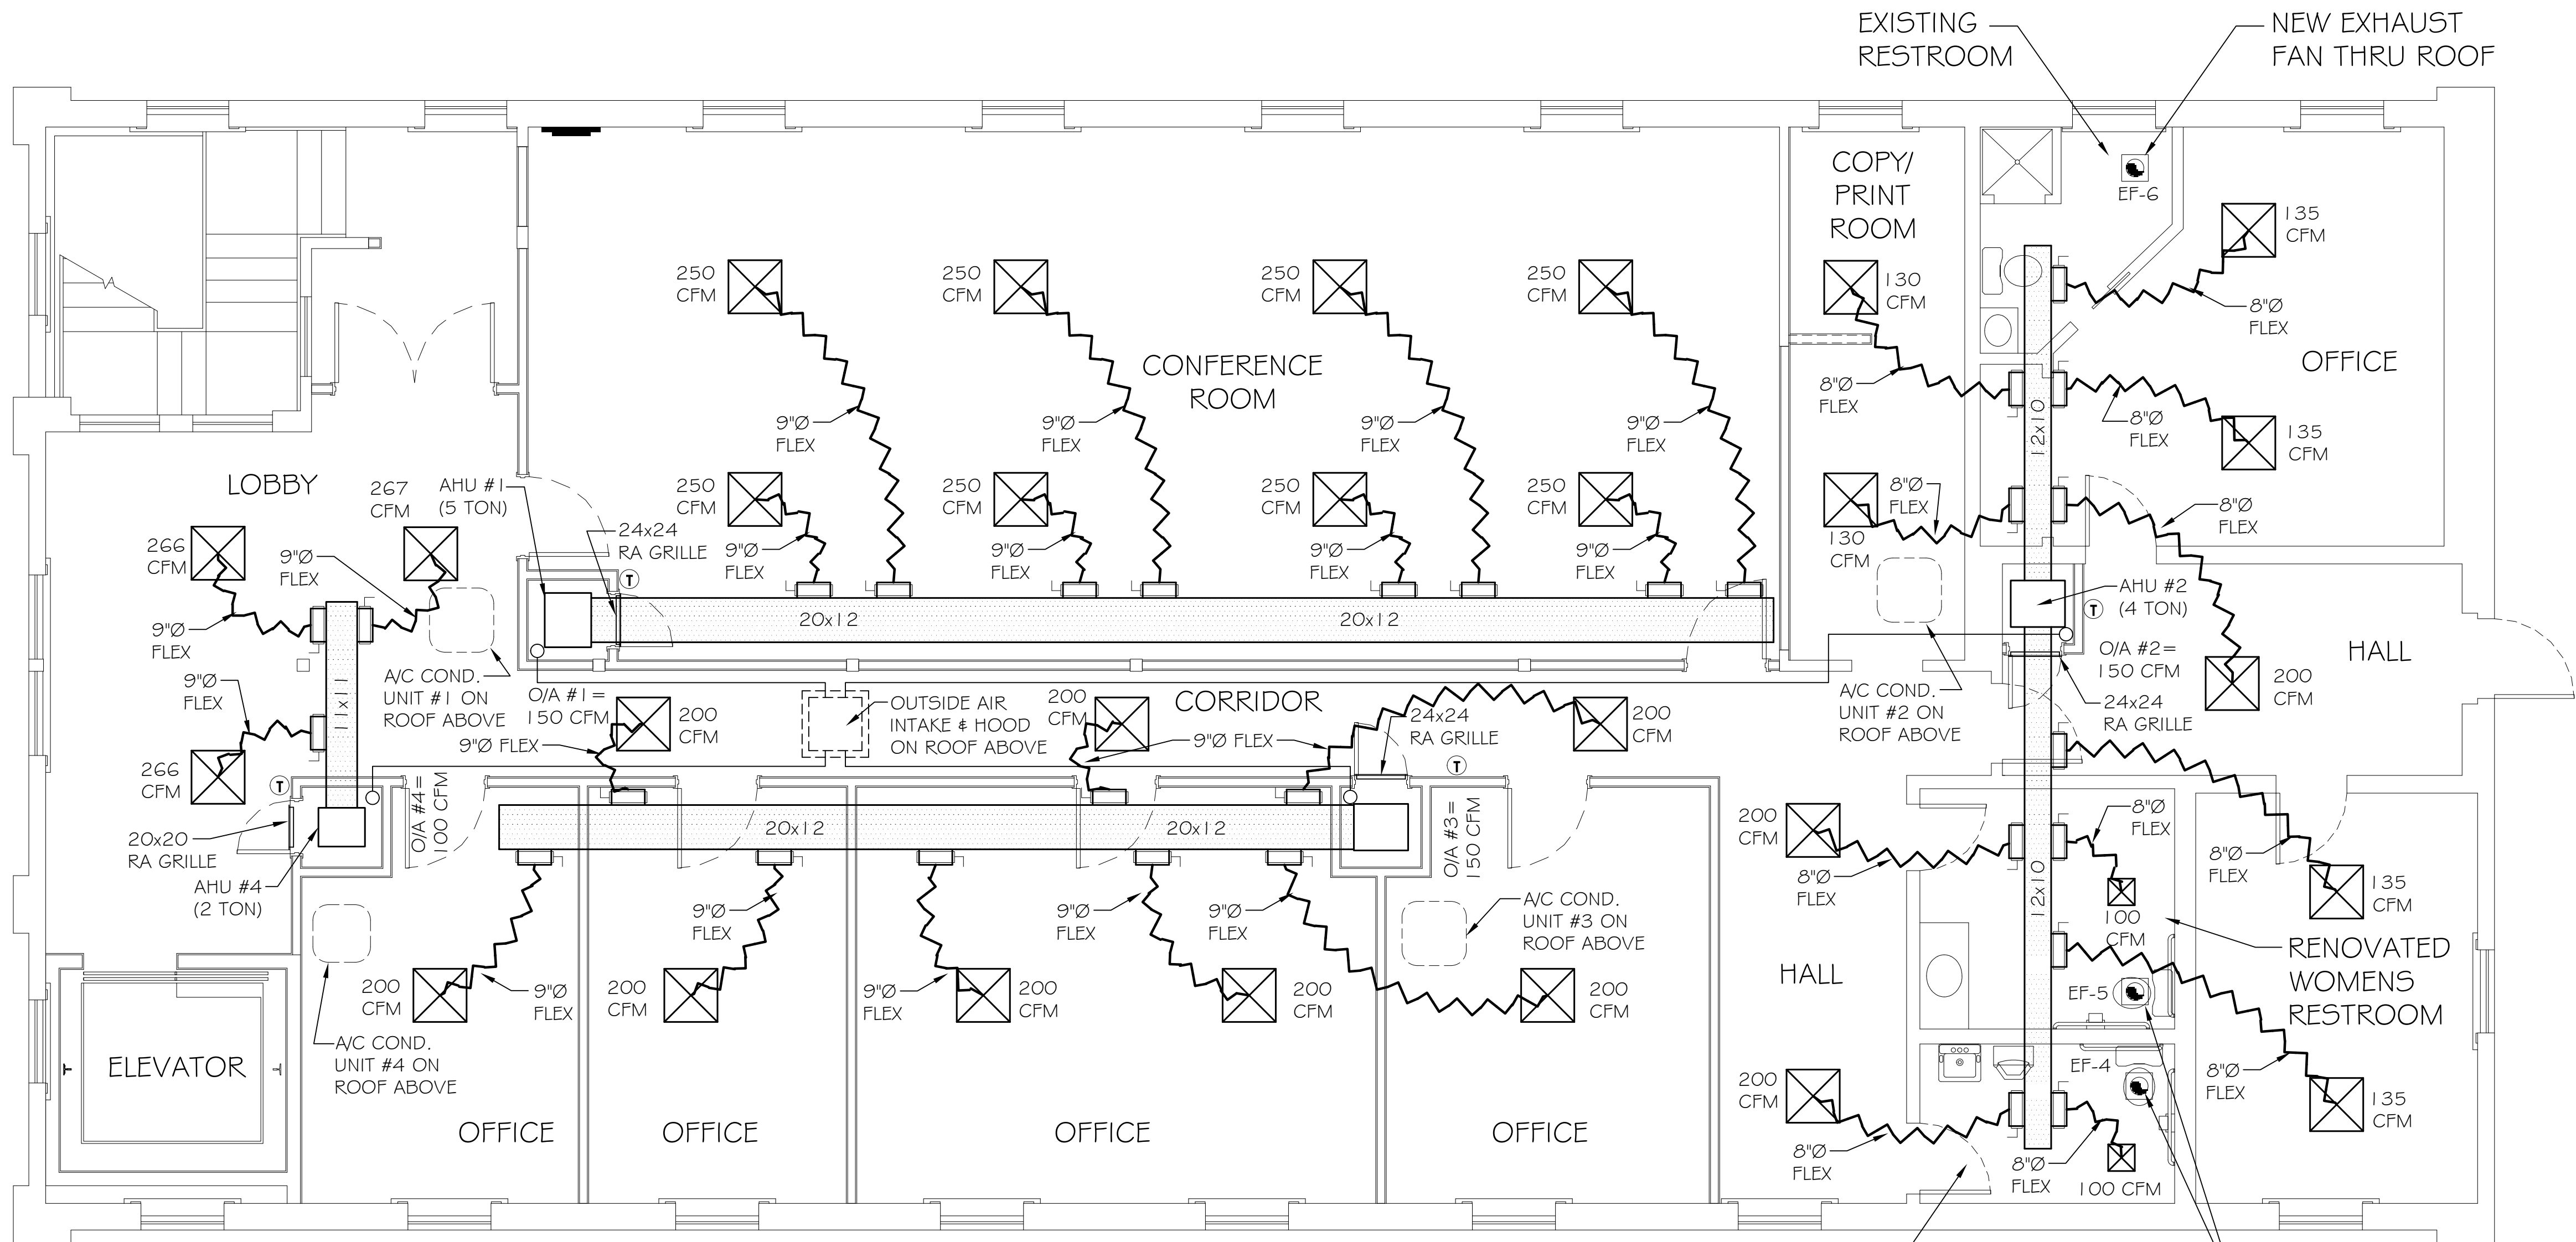 EXISTING
RESTROOM
NEW EXHAUST
FAN THRU ROOF
COPY/
PRINT
ROOM
EF-6
135
CFM
250
CFM
250
CFM
250
CFM
250
CFM
130
CFM
8"Ø
FLEX
OFFICE
CONFERENCE
ROOM
9"Ø
FLEX
9"Ø
FLEX
9"Ø
FLEX
9"Ø
FLEX
8"Ø
FLEX
12x10
8"Ø
FLEX
135
CFM
LOBBY
267
CFM
AHU #1
(5 TON)
250
CFM
250
CFM
250
CFM
250
CFM
8"Ø
FLEX
8"Ø
FLEX
130
CFM
24x24
RA GRILLE
266
CFM
9"Ø
FLEX
9"Ø
FLEX
9"Ø
FLEX
9"Ø
FLEX
9"Ø
FLEX
T
AHU #2
(4 TON)
T
20x12
20x12
9"Ø
FLEX
O/A #2=
150 CFM
HALL
9"Ø
FLEX
11x11
A/C COND.
UNIT #1 ON
ROOF ABOVE
O/A #1=
150 CFM
200
CFM
OUTSIDE AIR
INTAKE & HOOD
ON ROOF ABOVE
200
CFM
CORRIDOR
200
CFM
A/C COND.
UNIT #2 ON
ROOF ABOVE
24x24
RA GRILLE
200
CFM
24x24
RA GRILLE
9"Ø FLEX
9"Ø FLEX
266
CFM
T
T
O/A #4=
100 CFM
20x12
20x12
O/A #3=
150 CFM
20x20
RA GRILLE
200
CFM
8"Ø
FLEX
8"Ø
FLEX
AHU #4
(2 TON)
8"Ø
FLEX
135
CFM
9"Ø
FLEX
9"Ø
FLEX
9"Ø
FLEX
A/C COND.
UNIT #3 ON
ROOF ABOVE
12x10
100
CFM
RENOVATED
WOMENS
RESTROOM
HALL
200
CFM
9"Ø
FLEX
200
CFM
9"Ø
FLEX
200
CFM
200
CFM
200
CFM
EF-5
A/C COND.
UNIT #4 ON
ROOF ABOVE
ELEVATOR
EF-4
200
CFM
8"Ø
FLEX
135
CFM
OFFICE
OFFICE
OFFICE
OFFICE
8"Ø
FLEX
8"Ø
FLEX
100 CFM